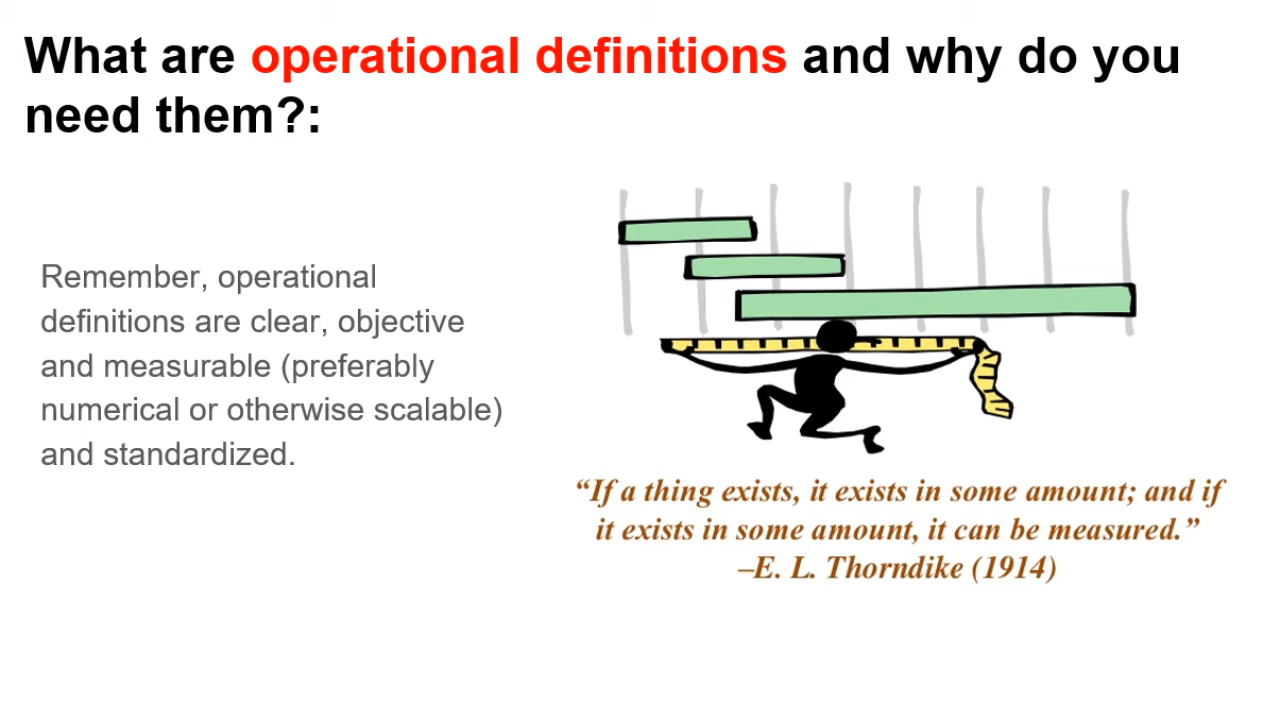 What are operational definitions and why do you
need them?:
Remember, operational
definitions are clear, objective
and measurable (preferably
numerical or otherwise scalable)
and standardized.
“If a thing exists, it exists in some amount; and if
it exists in some amount, it can be measured.”
–E. L. Thorndike (1914)